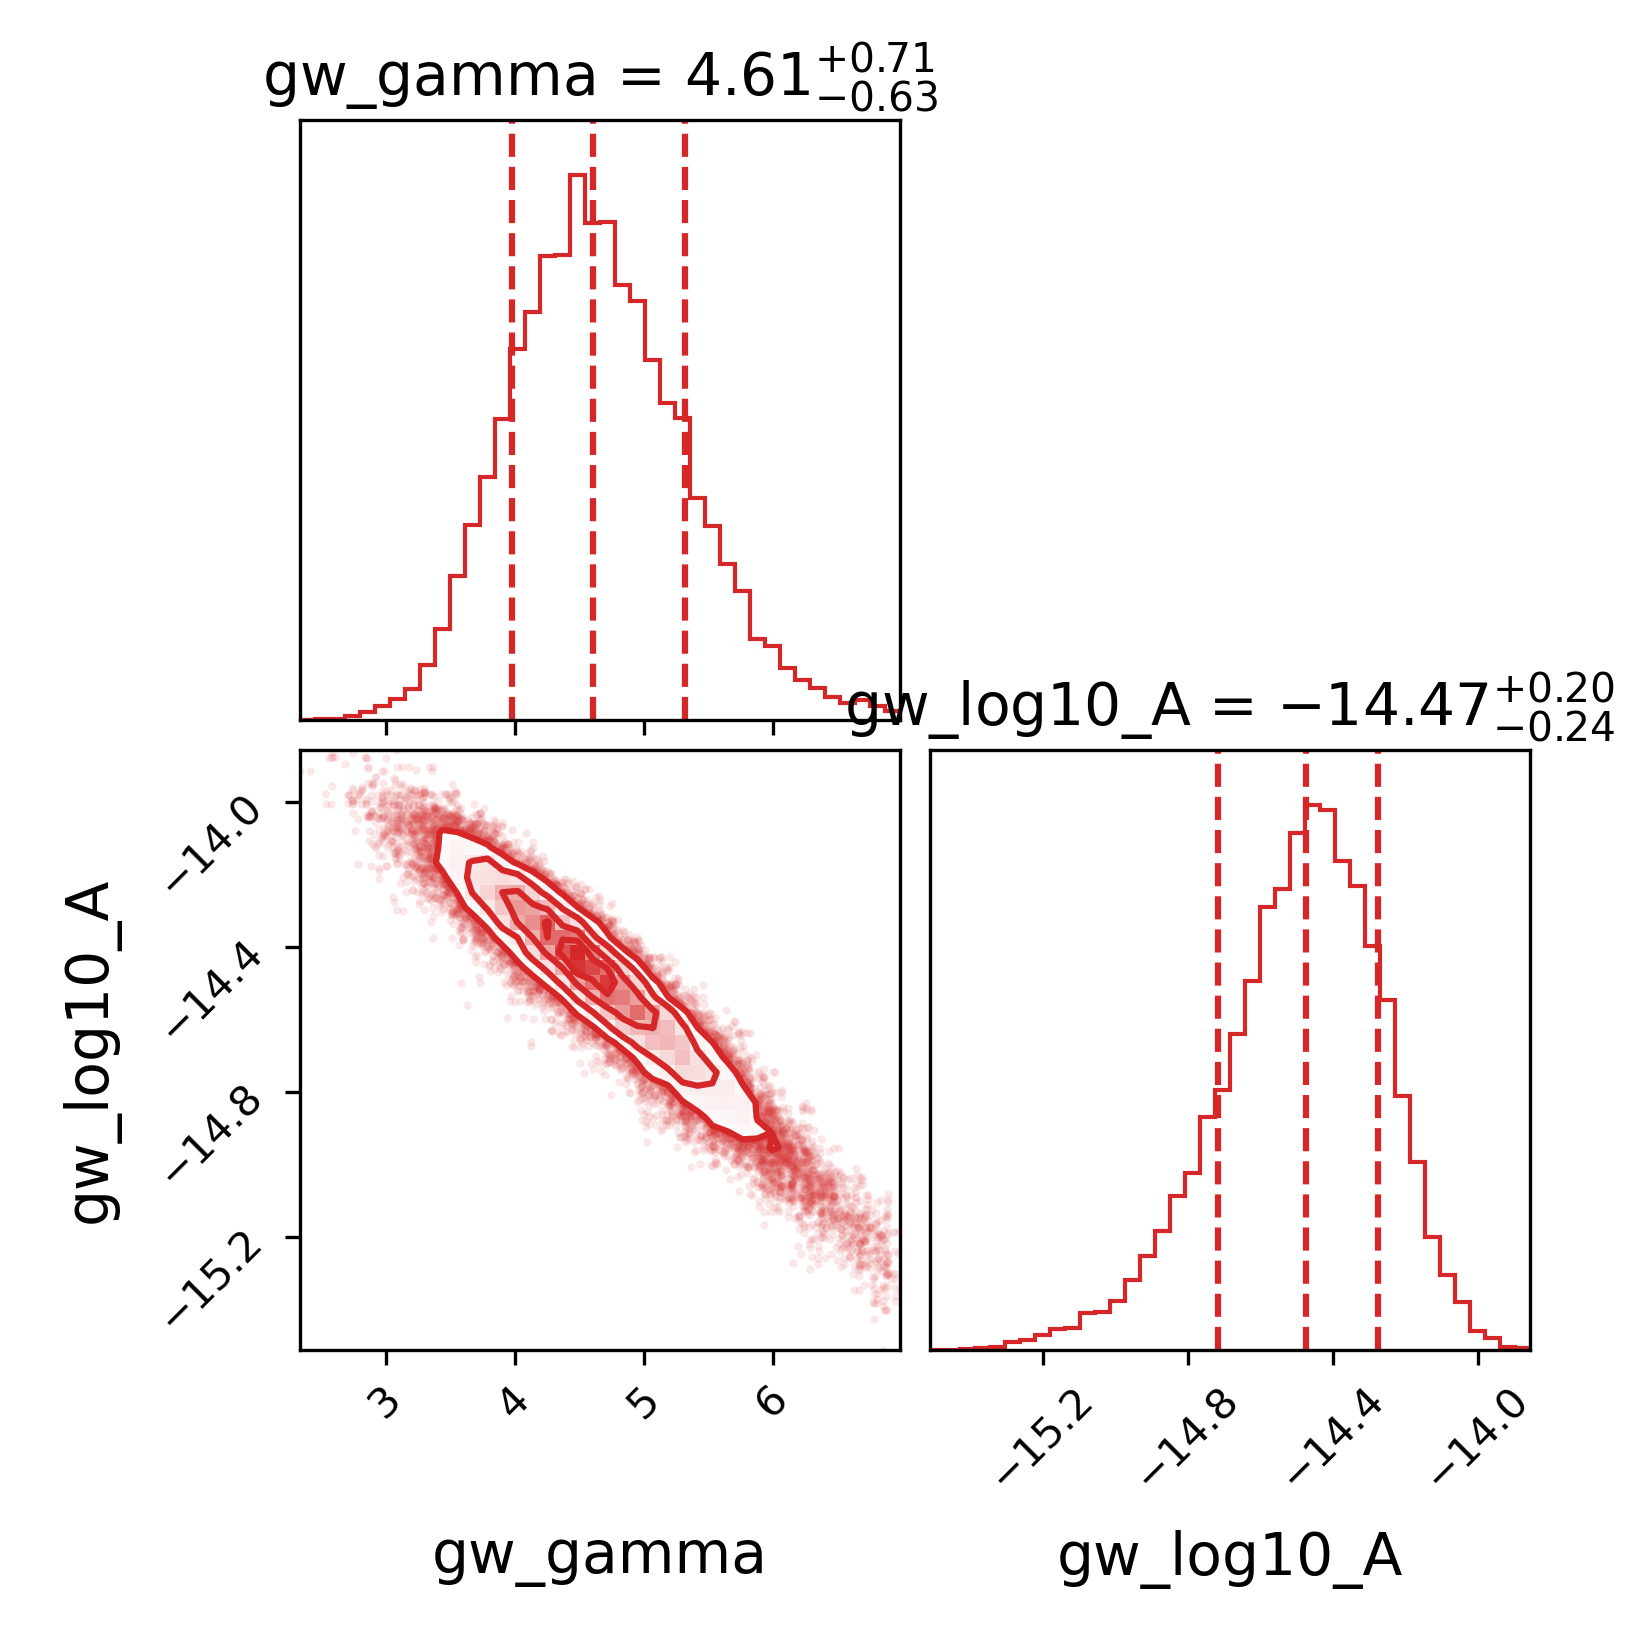 gw_gamma = 4.61+0.71−0.63
gw_log10_A = −14.47+0.20−0.24
gw_log10_A
−14.0
−14.4
−14.8
−15.2
3 4 5 6
−15.2 −14.8 −14.4 −14.0
gw_gamma
gw_log10_A